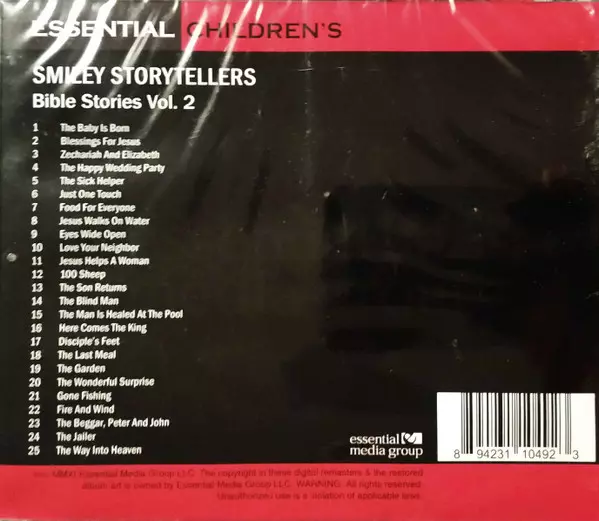 ESSENTIAL CHILDREN'S
SMILEY STORYTELLERS
Bible Stories Vol. 2
1 The Baby Is Born
2 Blessings For Jesus
3 Zechariah And Elizabeth
4 The Happy Wedding Party
5 The Sick Helper
6 Just One Touch
7 Food For Everyone
8 Jesus Walks On Water
9 Eyes Wide Open
10 Love Your Neighbor
11 Jesus Helps A Woman
12 100 Sheep
13 The Son Returns
14 The Blind Man
15 The Man Is Healed At The Pool
16 Here Comes The King
17 Disciple's Feet
18 The Last Meal
19 The Garden
20 The Wonderful Surprise
21 Gone Fishing
22 Fire And Wind
23 The Beggar, Peter And John
24 The Jailer
25 The Way Into Heaven
essential
media group
8 94231 10492 3
MMXI Essential Media Group LLC. The copyright in these digital remasters & the restored
album art is owned by Essential Media Group LLC. WARNING: All rights reserved.
Unauthorized use is a violation of applicable laws.